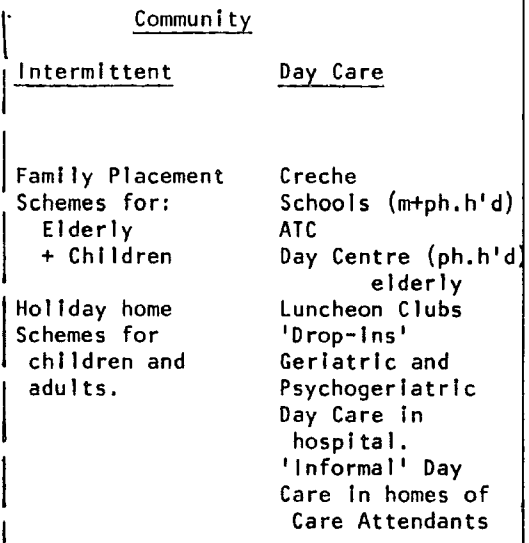 Community
Intermittent
Family Placement
Schemes for:
Elderly
+ Children
Holiday home
Schemes for
children and
adults.
Day Care
Creche
Schools (m+ph.h'd)
ATC
Day Centre (ph.h'd)
elderly
Luncheon Clubs
'Drop-ins'
Geriatric and
Psychogeriatric
Day Care in
hospital.
'Informal' Day
Care in homes of
Care Attendants